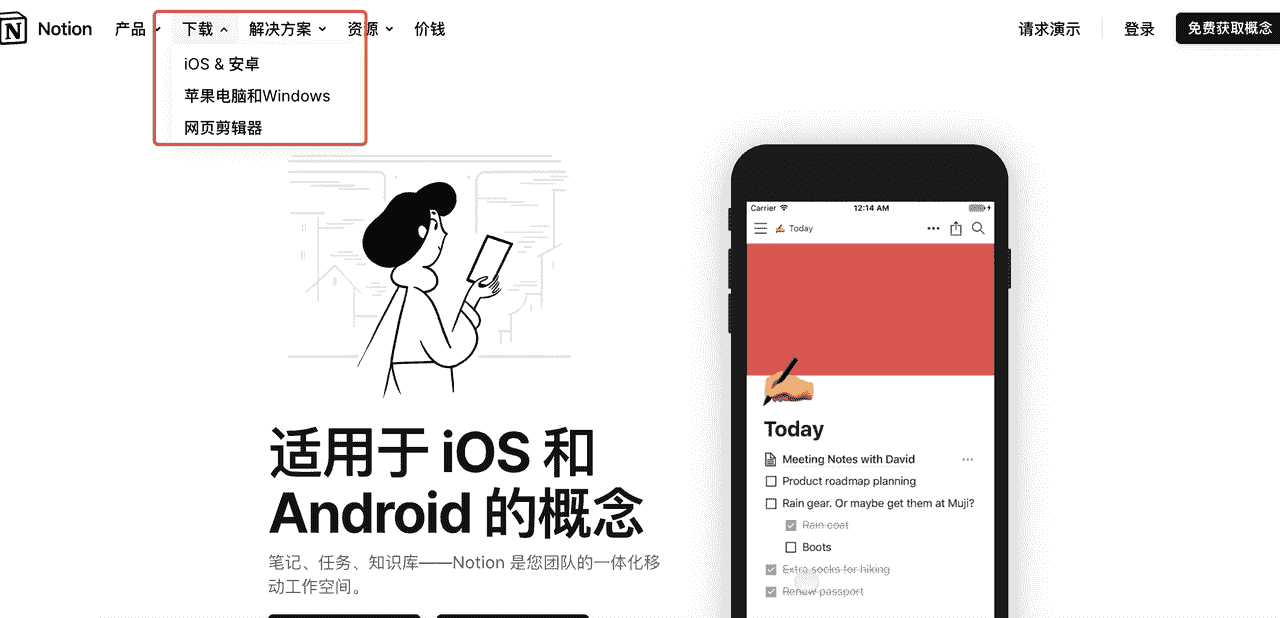 N Notion 产品 下载 解决方案 资源 价钱 请求演示 登录 免费获取概念
iOS & 安卓
苹果电脑和Windows
网页剪辑器
适用于 iOS 和
Android 的概念
笔记、任务、知识库——Notion 是您团队的一体化移
动工作空间。
Carrier 12:14 AM
Today
Today
Meeting Notes with David
Product roadmap planning
Rain gear. Or maybe get them at Muji?
Rain coat
Boots
Extra socks for hiking
Renew passport